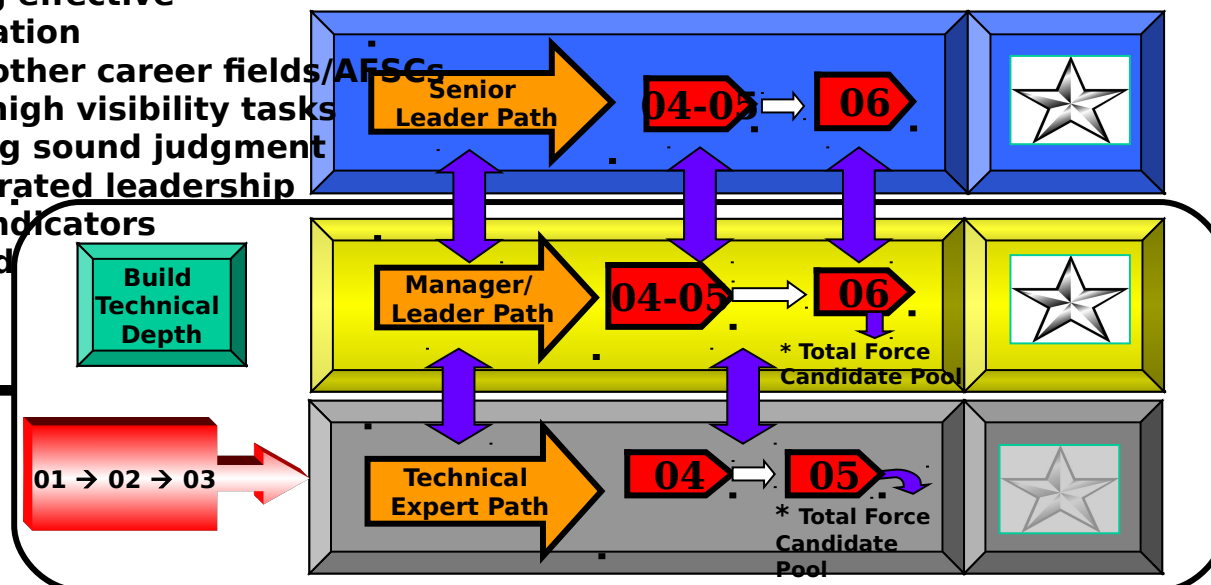 effective
ation
other career fields/AFSCs
high visibility tasks
g sound judgment
rated leadership
ndicators
d
Senior
Leader Path
04-05
06
Build
Technical
Depth
Manager/
Leader Path
04-05
06
* Total Force
Candidate Pool
01 → 02 → 03
Technical
Expert Path
04
05
* Total Force
Candidate
Pool